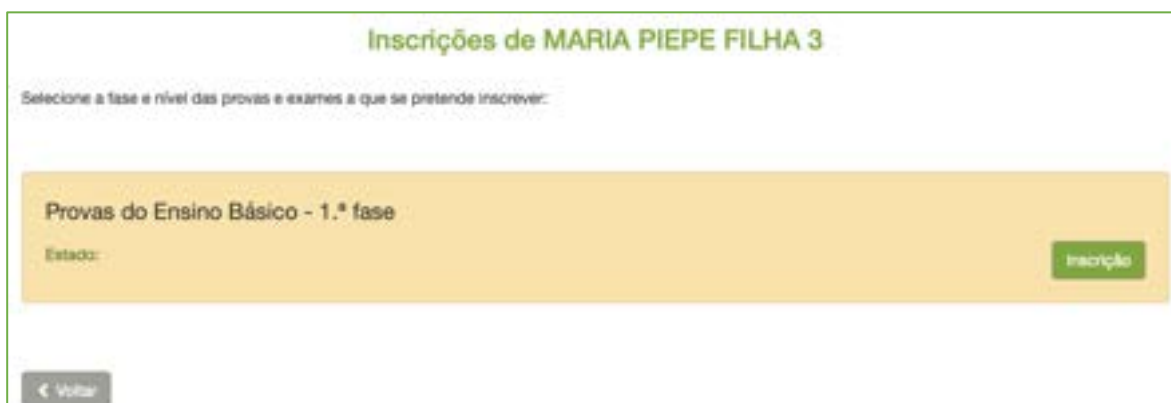 Inscrições de MARIA PIEPE FILHA 3
Selecione a fase e nível das provas e exames a que se pretende inscrever:
Provas do Ensino Básico - 1.ª fase
Estado:
Inscrição
Voltar